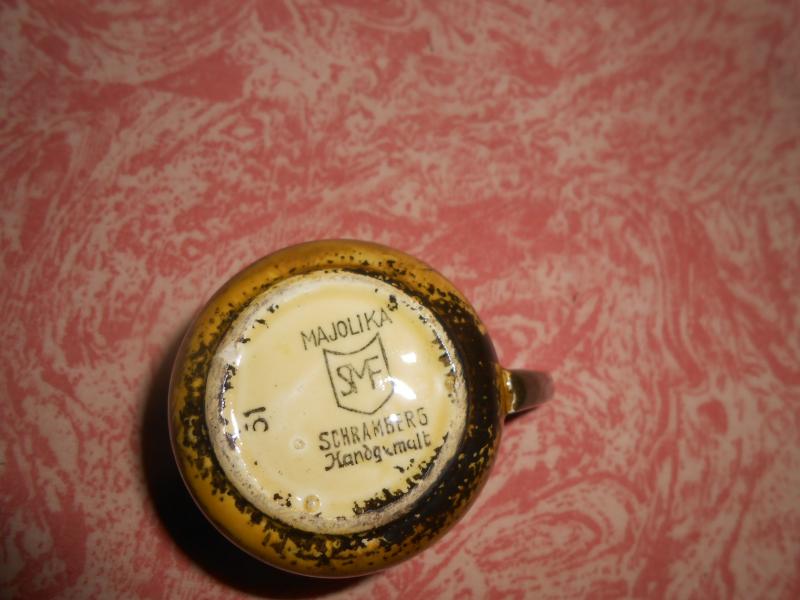 MAJOLIKA
SMF
SCHRAMBERG
Handgemalt
51